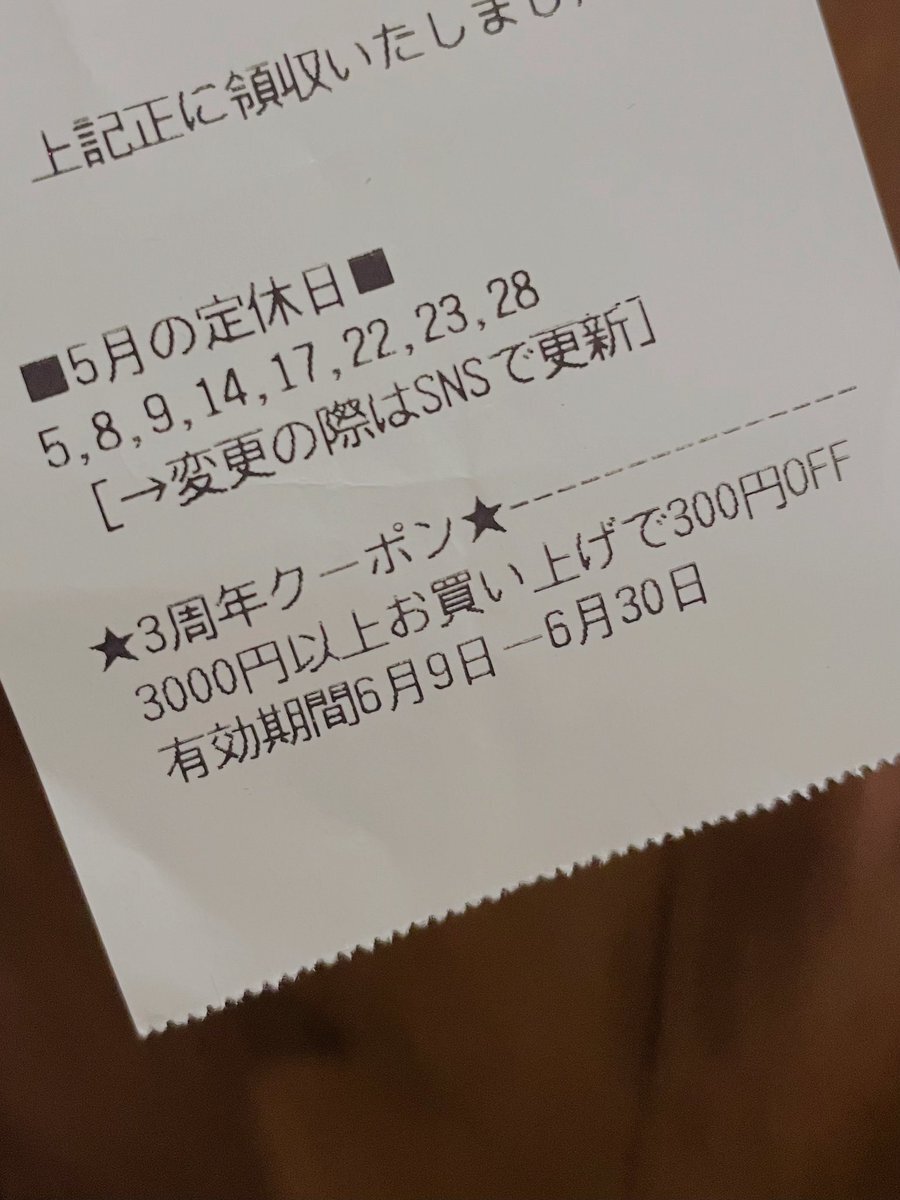 上記正に領収いたしました
■5月の定休日■
5,8,9,14,17,22,23,28
[→変更の際はSNSで更新]
★3周年クーポン★---------------
3000円以上お買い上げで300円OFF
有効期間6月9日―6月30日